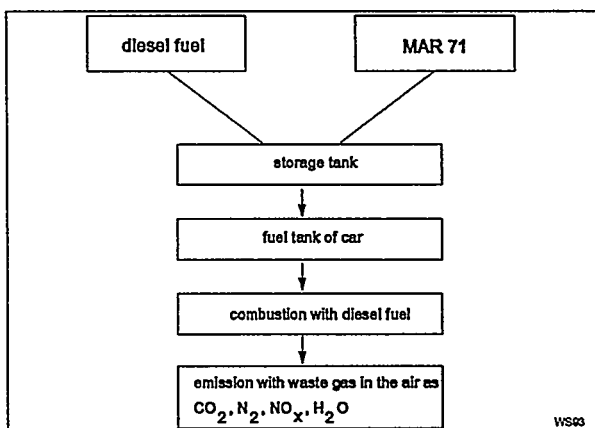 diesel fuel
MAR 71
storage tank
fuel tank of car
combustion with diesel fuel
emission with waste gas in the air as
CO₂, N₂, NOₓ, H₂O
WS93